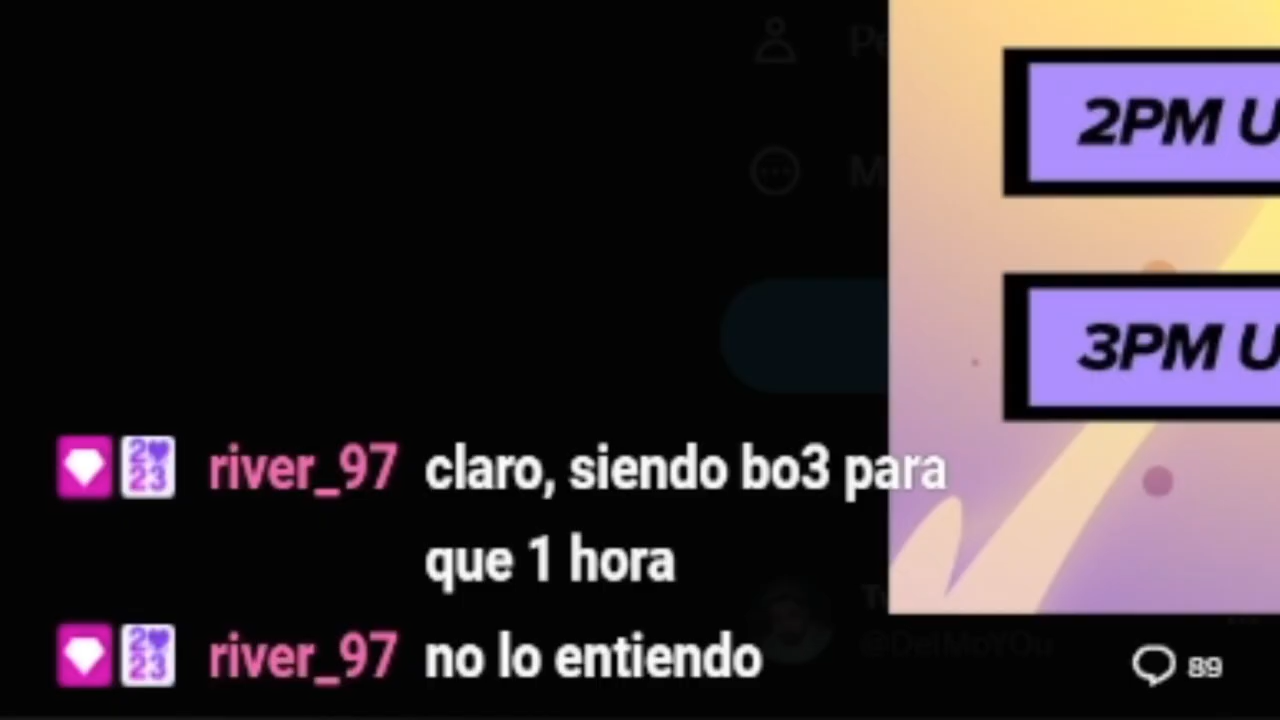 2PM U
3PM U
river_97 claro, siendo bo3 para
que 1 hora
river_97 no lo entiendo
89